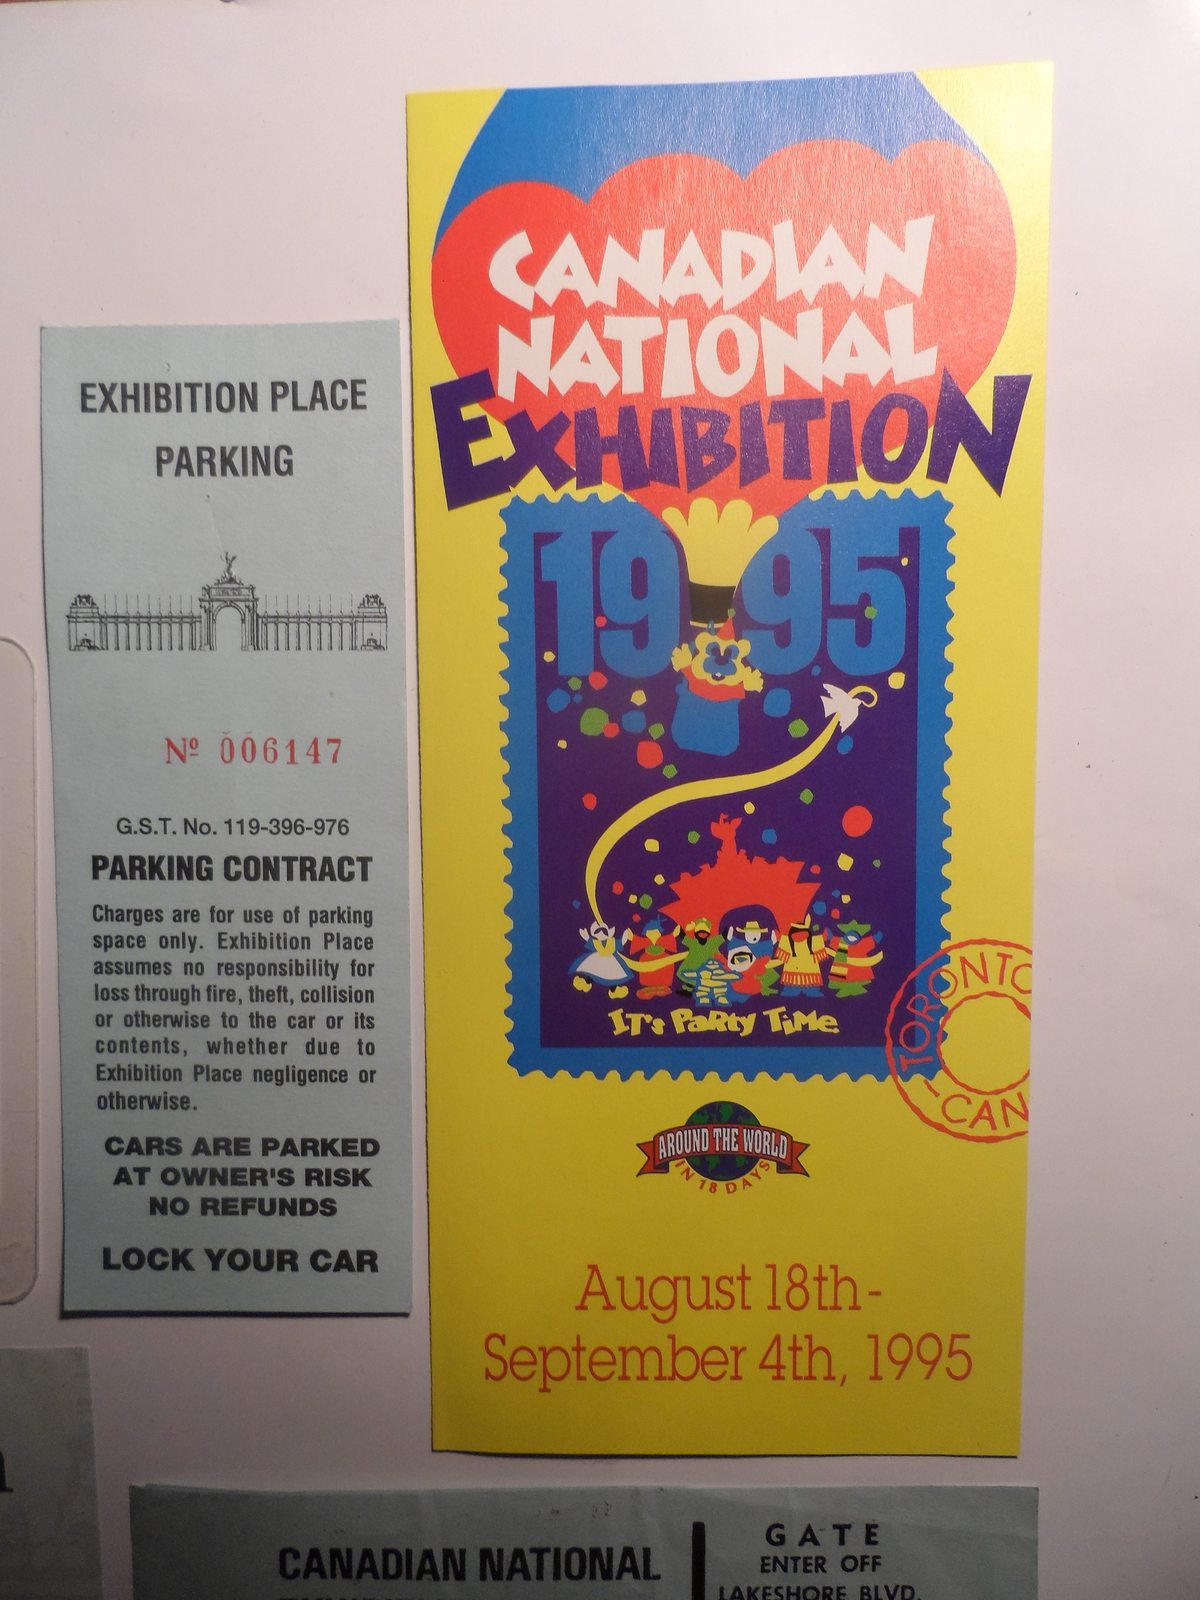 EXHIBITION PLACE
PARKING
Nº 006147
G.S.T. No. 119-396-976
PARKING CONTRACT
Charges are for use of parking
space only. Exhibition Place
assumes no responsibility for
loss through fire, theft, collision
or otherwise to the car or its
contents, whether due to
Exhibition Place negligence or
otherwise.
CARS ARE PARKED
AT OWNER'S RISK
NO REFUNDS
LOCK YOUR CAR
CANADIAN
NATIONAL
EXHIBITION
1995
IT's PaRty TiMe
TORONTO
- CAN
AROUND THE WORLD
IN 18 DAYS
August 18th-
September 4th, 1995
CANADIAN NATIONAL
GATE
ENTER OFF
LAKESHORE BLVD.